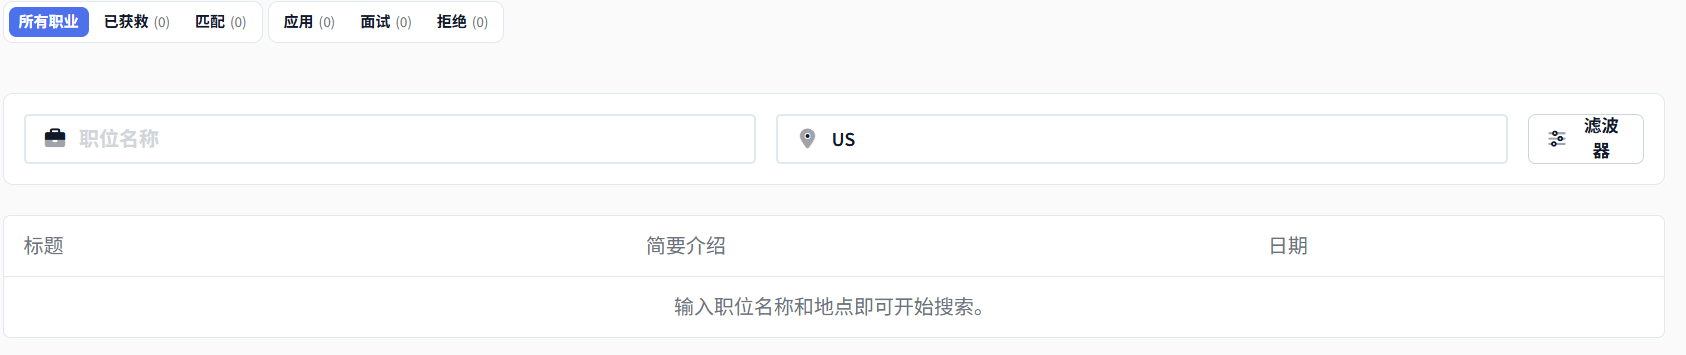 所有职业 已获救 (0) 匹配 (0) 应用 (0) 面试 (0) 拒绝 (0)
职位名称 US 滤波
器
标题 简要介绍 日期
输入职位名称和地点即可开始搜索。